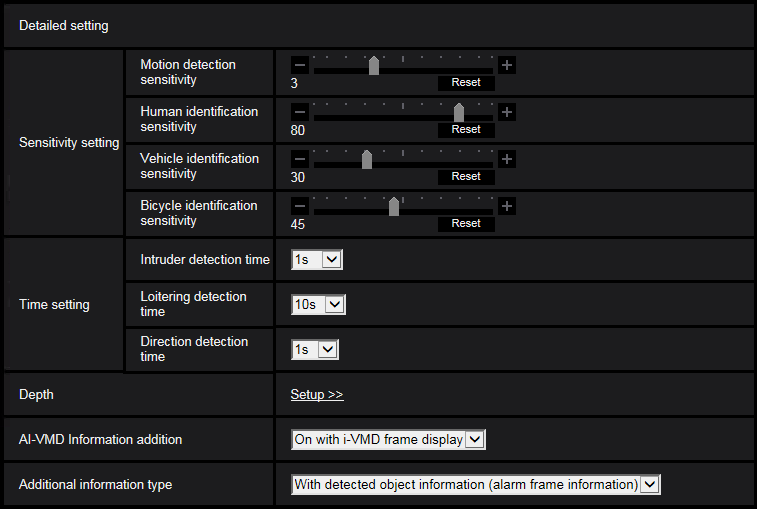 Detailed setting
Sensitivity setting
Motion detection
sensitivity
3
Reset
Human identification
sensitivity
80
Reset
Vehicle identification
sensitivity
30
Reset
Bicycle identification
sensitivity
45
Reset
Time setting
Intruder detection time
1s
Loitering detection
time
10s
Direction detection
time
1s
Depth
Setup >>
AI-VMD Information addition
On with i-VMD frame display
Additional information type
With detected object information (alarm frame information)